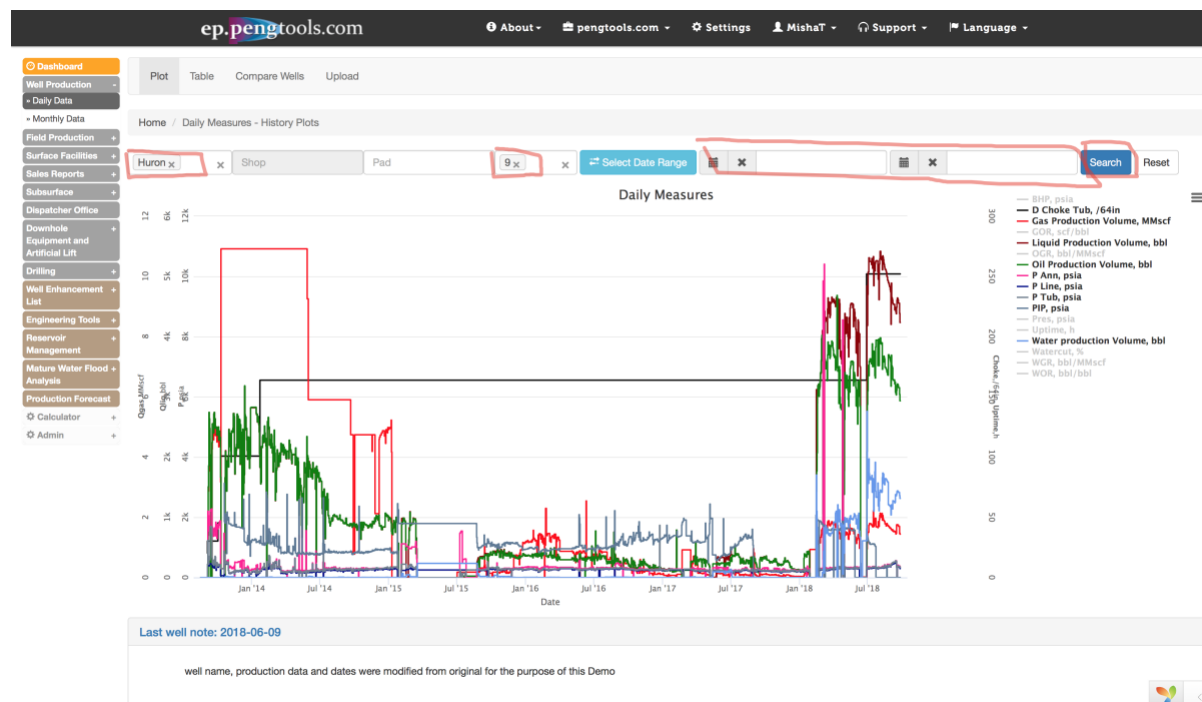 ep.pengtools.com
About
pengtools.com
Settings
MishaT
Support
Language
Dashboard
Well Production -
» Daily Data
» Monthly Data
Field Production +
Surface Facilities +
Sales Reports +
Subsurface +
Dispatcher Office
Downhole +
Equipment and
Artificial Lift
Drilling +
Well Enhancement +
List
Engineering Tools +
Reservoir +
Management
Mature Water Flood +
Analysis
Production Forecast
Calculator +
Admin +
Plot Table Compare Wells Upload
Home / Daily Measures - History Plots
Huron × × Shop Pad 9 × × Select Date Range Search Reset
Daily Measures
12 6k 12k 300
10 5k 10k 250
8 4k 8k 200
6 3k 6k 150
4 2k 4k 100
2 1k 2k 50
0 0 0 0
Qgas,MMscf
Qliq,bbl
P,psia
Choke,/64in,Uptime,h
BHP, psia
D Choke Tub, /64in
Gas Production Volume, MMscf
GOR, scf/bbl
Liquid Production Volume, bbl
OGR, bbl/MMscf
Oil Production Volume, bbl
P Ann, psia
P Line, psia
P Tub, psia
PIP, psia
Pres, psia
Uptime, h
Water production Volume, bbl
Watercut, %
WGR, bbl/MMscf
WOR, bbl/bbl
Jan '14 Jul '14 Jan '15 Jul '15 Jan '16 Jul '16 Jan '17 Jul '17 Jan '18 Jul '18
Date
Last well note: 2018-06-09
well name, production data and dates were modified from original for the purpose of this Demo